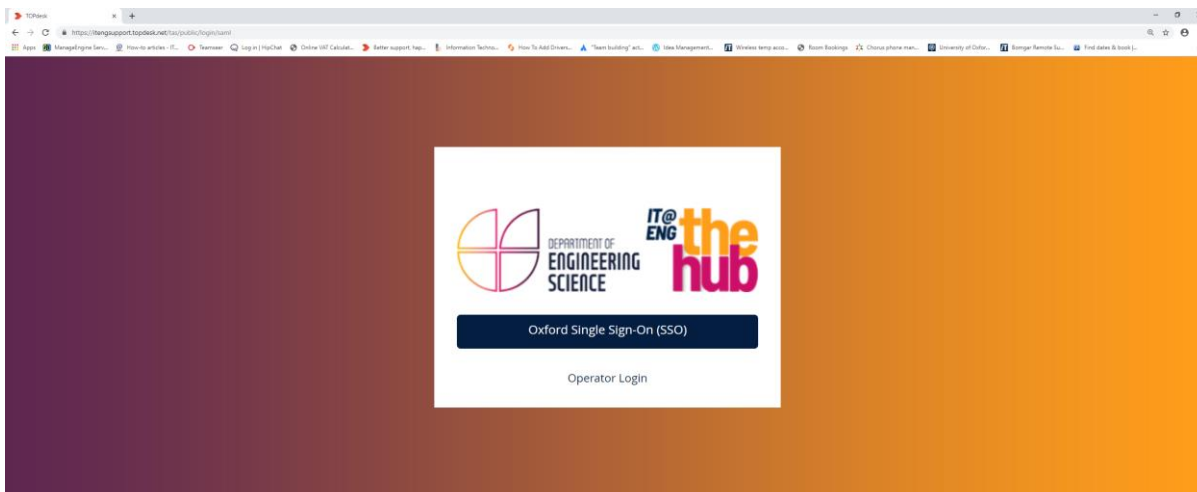 TOPdesk
https://itengsupport.topdesk.net/tas/public/login/saml
Apps ManageEngine Serv... How-to articles - IT... Teamseer Log in | HipChat Online VAT Calculat... Better support, hap... Information Techno... How To Add Drivers... "Team building" act... Idea Management... Wireless temp acco... Room Bookings Chorus phone man... University of Oxfor... Bomgar Remote Su... Find dates & book j...
IT@
ENG
the
hub
DEPARTMENT OF
ENGINEERING
SCIENCE
Oxford Single Sign-On (SSO)
Operator Login